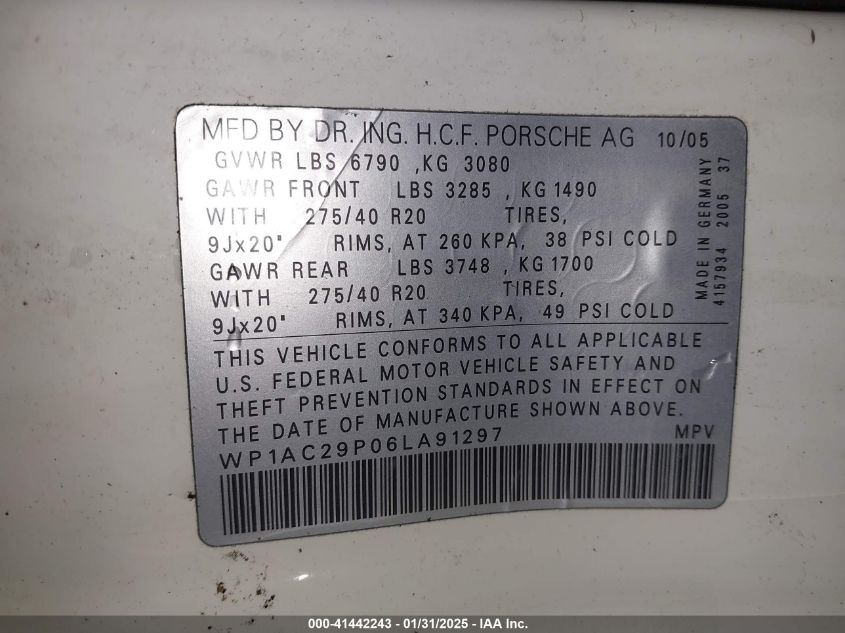 MFD BY DR. ING. H.C.F. PORSCHE AG 10/05
GVWR LBS 6790 ,KG 3080
GAWR FRONT LBS 3285 , KG 1490
WITH 275/40 R20 TIRES,
9Jx20" RIMS, AT 260 KPA, 38 PSI COLD
GAWR REAR LBS 3748 , KG 1700
WITH 275/40 R20 TIRES,
9Jx20" RIMS, AT 340 KPA, 49 PSI COLD
MADE IN GERMANY
4157934 2005 37
THIS VEHICLE CONFORMS TO ALL APPLICABLE
U.S. FEDERAL MOTOR VEHICLE SAFETY AND
THEFT PREVENTION STANDARDS IN EFFECT ON
THE DATE OF MANUFACTURE SHOWN ABOVE.
WP1AC29P06LA91297 MPV
000-41442243 - 01/31/2025 - IAA Inc.